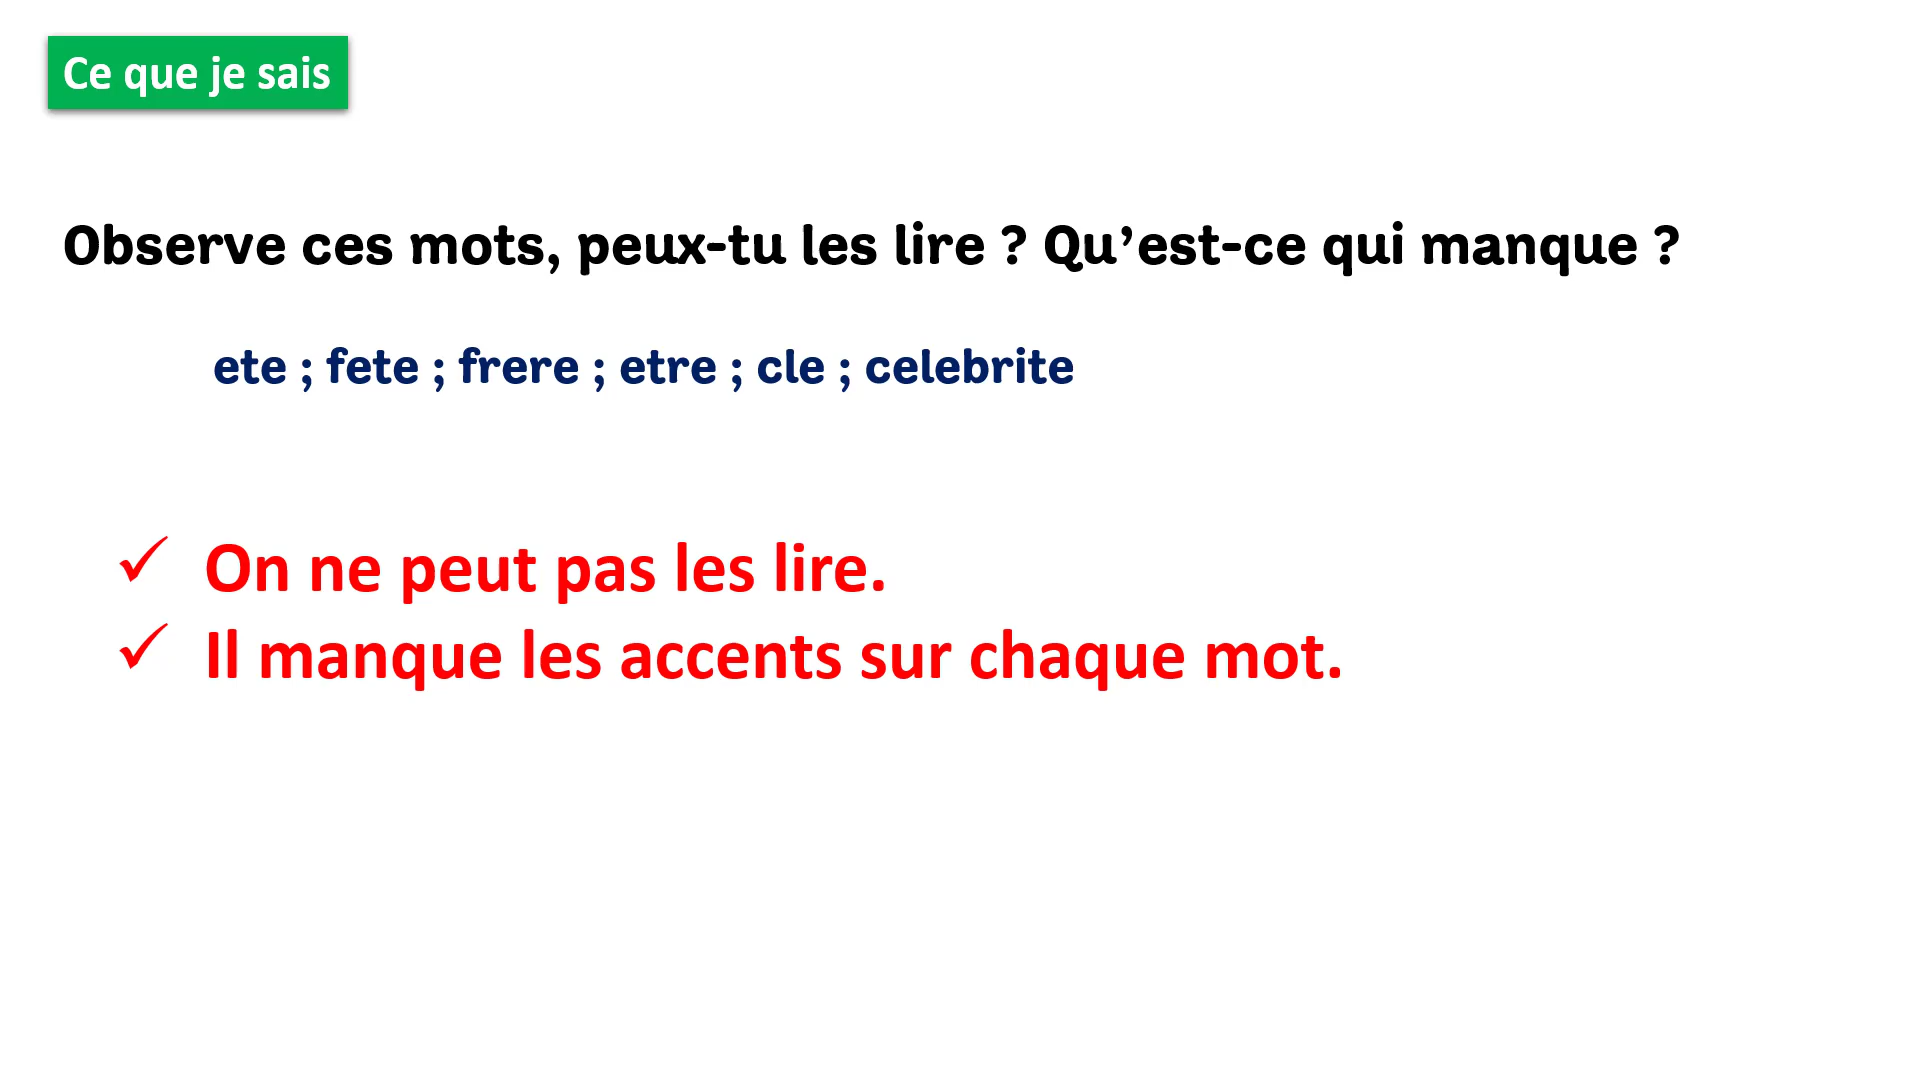 Ce que je sais
Observe ces mots, peux-tu les lire ? Qu’est-ce qui manque ?
ete ; fete ; frere ; etre ; cle ; celebrite
✓ On ne peut pas les lire.
✓ Il manque les accents sur chaque mot.